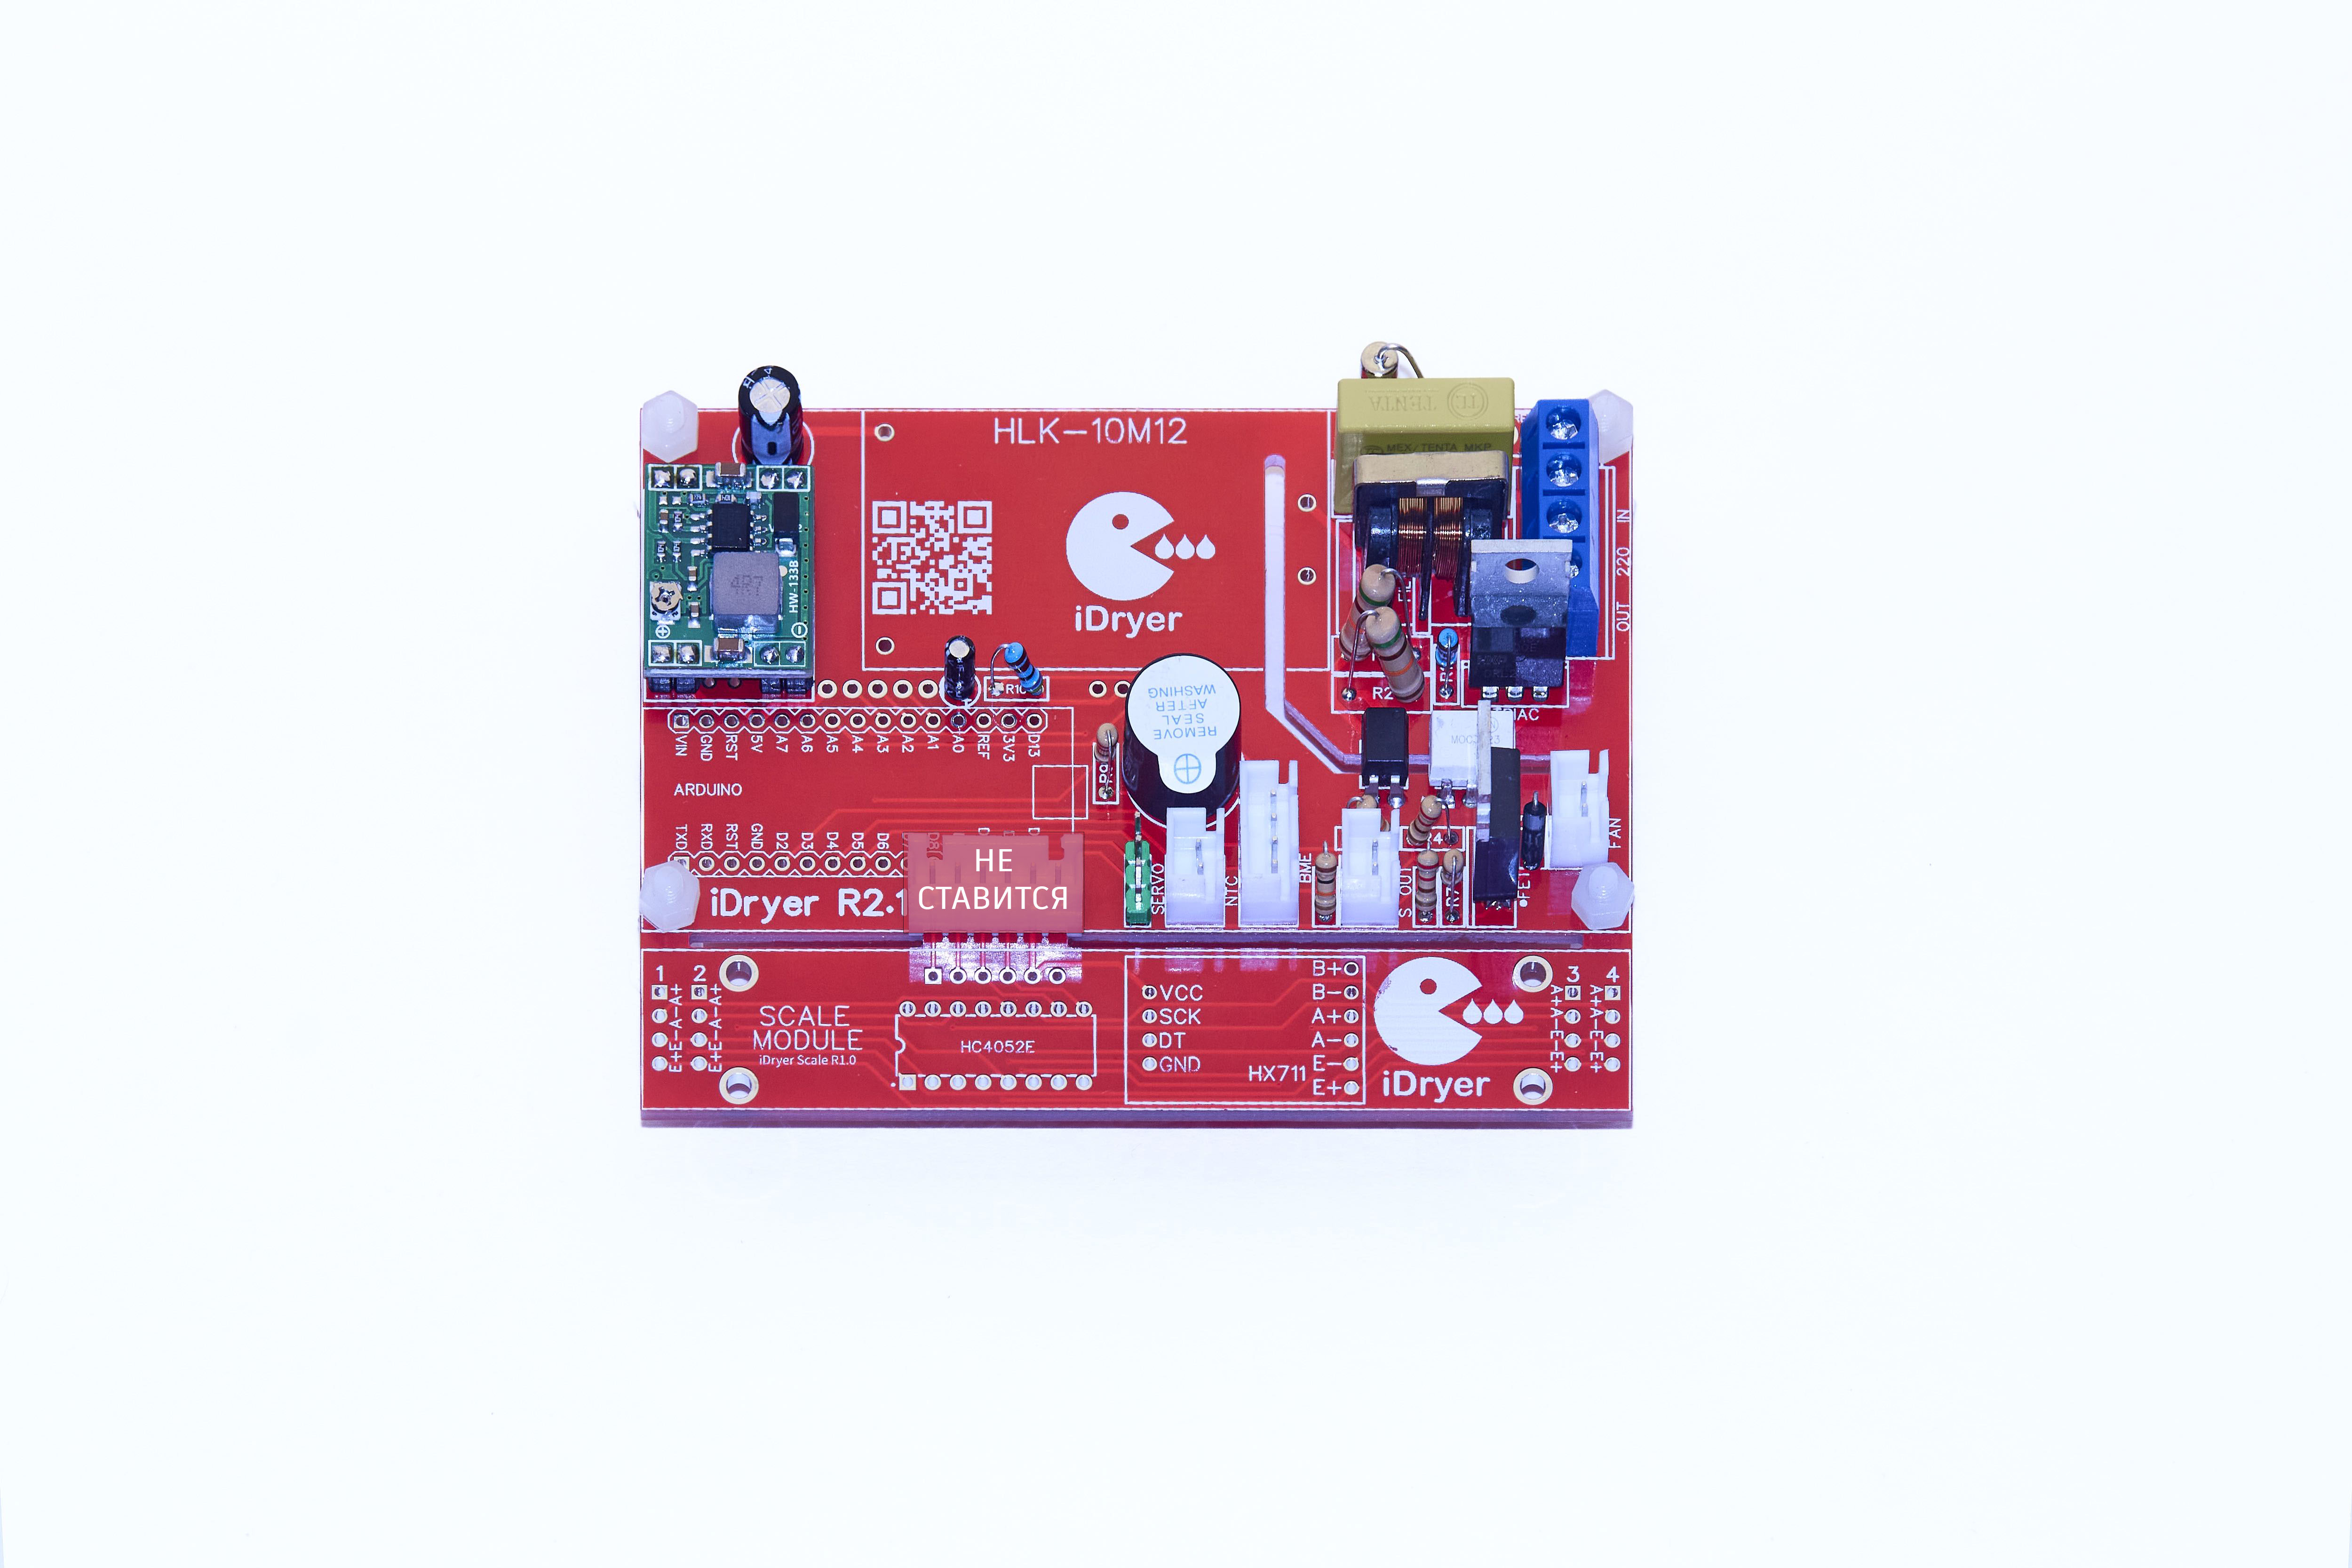 HLK-10M12
TENTA
MEX/TENTA MKP
4R7
HW-133B
iDryer
OUT 220 IN
REMOVE
SEAL
AFTER
WASHING
R10
R2
VIN GND RST 5V A7 A6 A5 A4 A3 A2 A1 A0 REF 3V3 D13
ARDUINO
TXD RXD RST GND D2 D3 D4 D5 D6
НЕ
СТАВИТСЯ
iDryer R2.1
SERVO
NTC
BME
FAN
1 2
A+ A- E- E+
A+ A- E- E+
SCALE
MODULE
iDryer Scale R1.0
HC4052E
VCC
SCK
DT
GND
HX711
B+
B-
A+
A-
E-
E+
iDryer
3 4
A+ A- E- E+
A+ A- E- E+